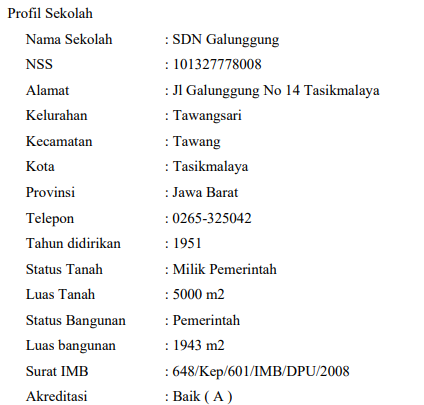 Profil Sekolah
Nama Sekolah : SDN Galunggung
NSS : 101327778008
Alamat : Jl Galunggung No 14 Tasikmalaya
Kelurahan : Tawangsari
Kecamatan : Tawang
Kota : Tasikmalaya
Provinsi : Jawa Barat
Telepon : 0265-325042
Tahun didirikan : 1951
Status Tanah : Milik Pemerintah
Luas Tanah : 5000 m2
Status Bangunan : Pemerintah
Luas bangunan : 1943 m2
Surat IMB : 648/Kep/601/IMB/DPU/2008
Akreditasi : Baik ( A )